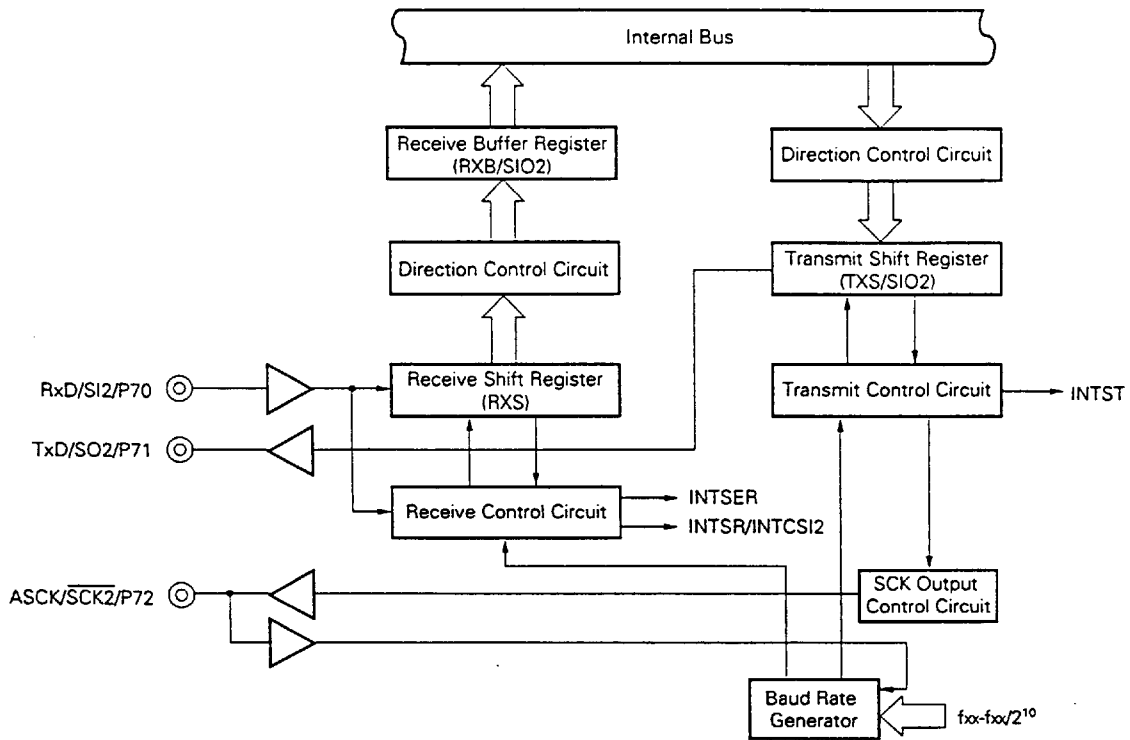 Internal Bus
Receive Buffer Register
(RXB/SIO2)
Direction Control Circuit
Direction Control Circuit
Transmit Shift Register
(TXS/SIO2)
RxD/SI2/P70
Receive Shift Register
(RXS)
Transmit Control Circuit
INTST
TxD/SO2/P71
Receive Control Circuit
INTSER
INTSR/INTCSI2
ASCK/S̅C̅K̅2̅/P72
SCK Output
Control Circuit
Baud Rate
Generator
fxx-fxx/2¹⁰